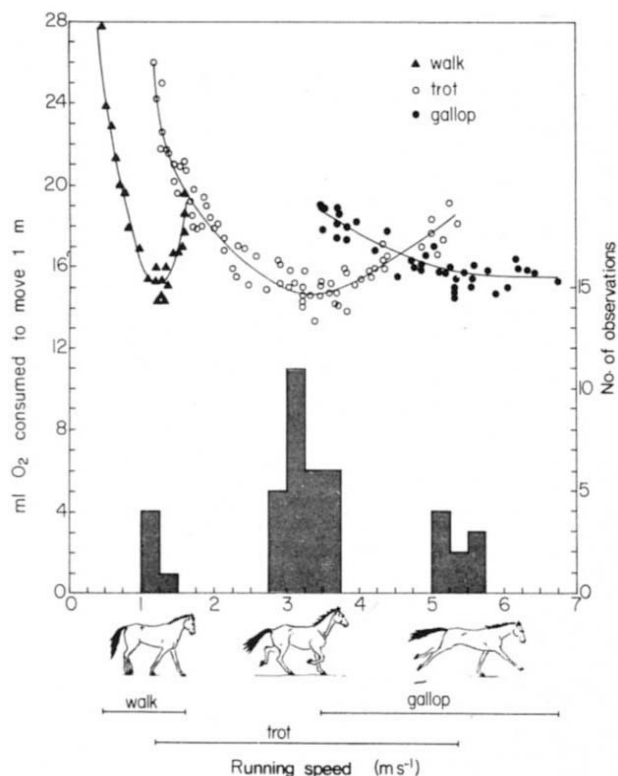 28
24
20
16
12
8
4
0
ml O₂ consumed to move 1 m
walk
trot
gallop
15
10
5
0
No. of observations
0 1 2 3 4 5 6 7
walk
gallop
trot
Running speed (m s⁻¹)